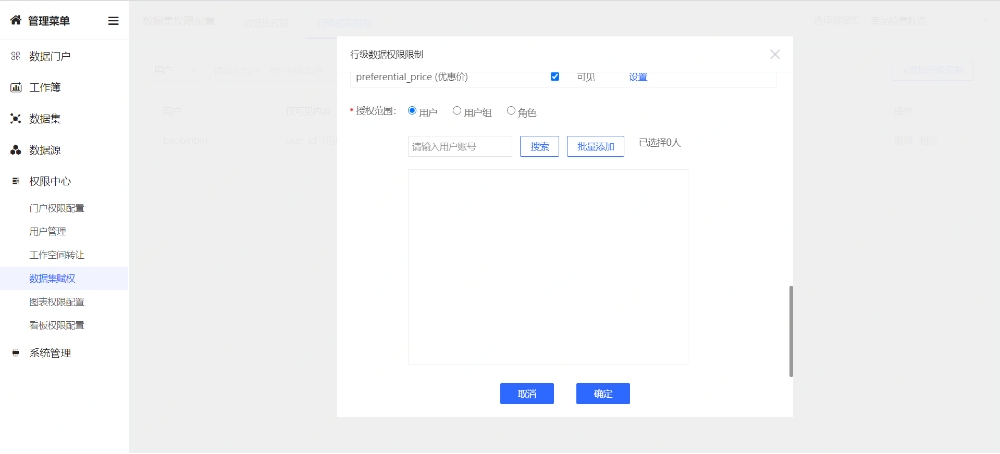 管理菜单
数据门户
工作簿
数据集
数据源
权限中心
门户权限配置
用户管理
工作空间转让
数据集赋权
图表权限配置
看板权限配置
系统管理
数据集权限配置
数据集权限
行级权限限制
选择数据集:
商品销售数据
用户
请输入用户、用户组或角色
+添加行级限制
用户
仅可见内容
操作
baobinbin
user_id（用
编辑 删除
行级数据权限限制
preferential_price (优惠价)
可见
设置
* 授权范围：
用户
用户组
角色
请输入用户账号
搜索
批量添加
已选择0人
取消
确定